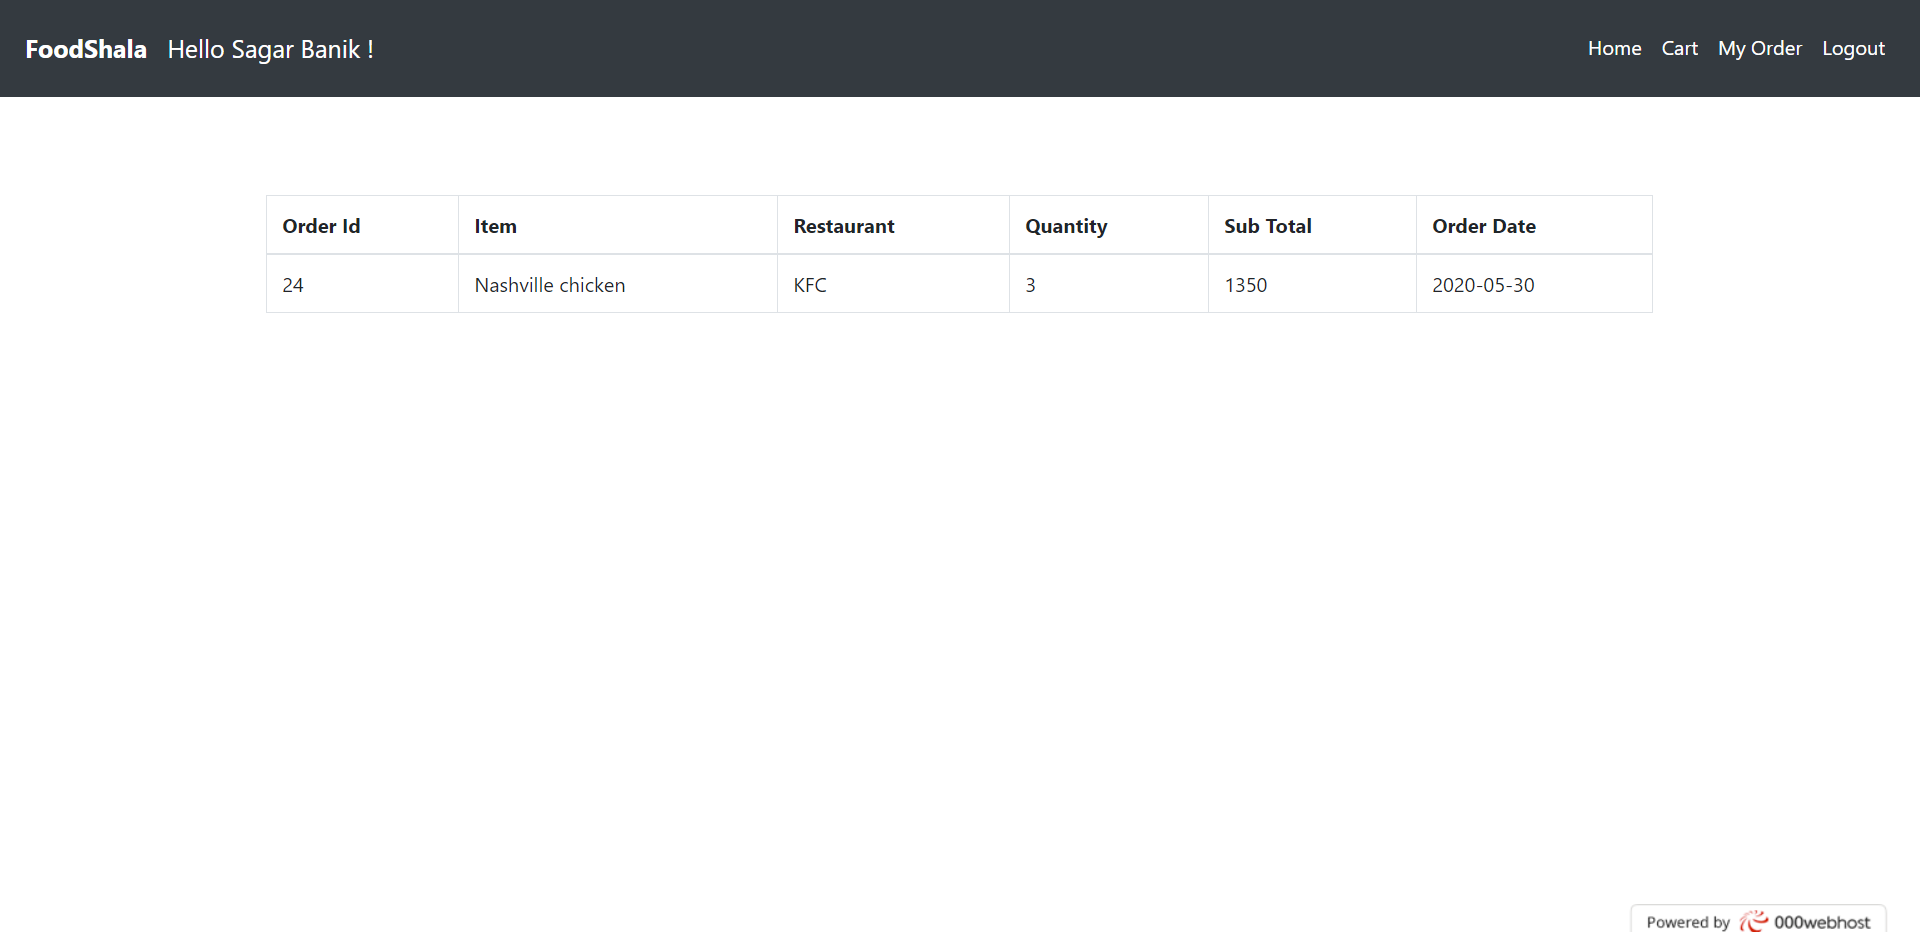 FoodShala Hello Sagar Banik ! Home Cart My Order Logout
Order Id Item Restaurant Quantity Sub Total Order Date
24 Nashville chicken KFC 3 1350 2020-05-30
Powered by 000webhost